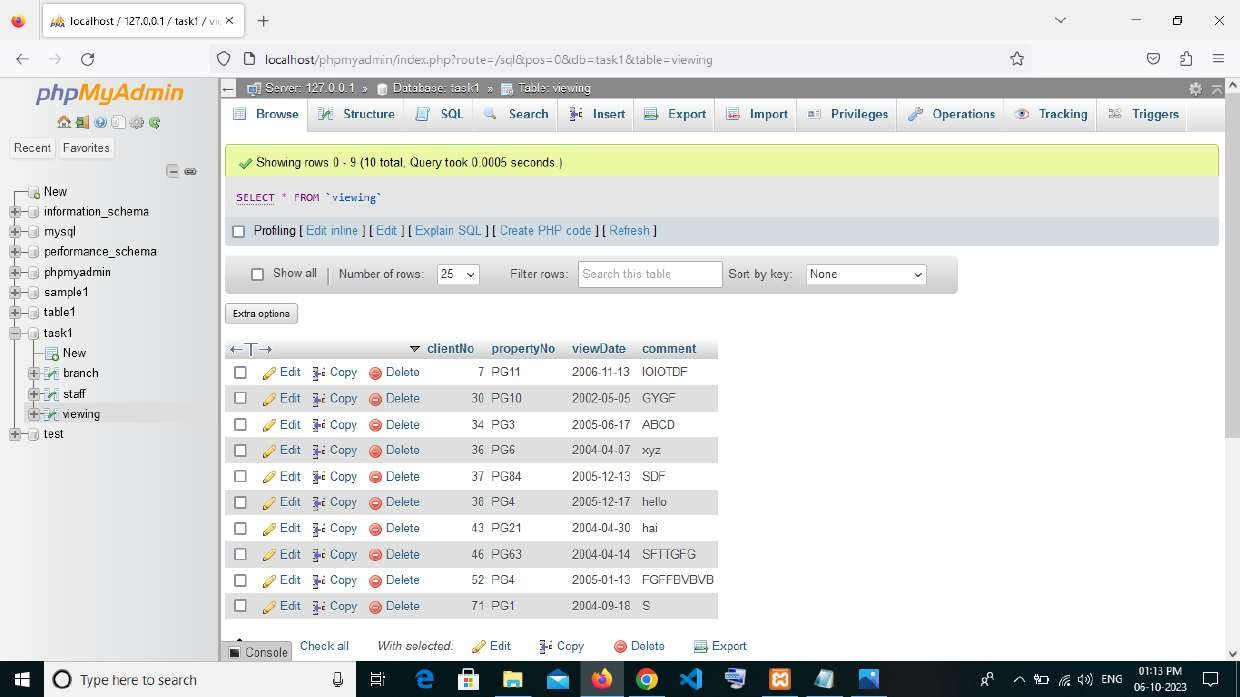 localhost / 127.0.0.1 / task1 / vi
localhost/phpmyadmin/index.php?route=/sql&pos=0&db=task1&table=viewing
phpMyAdmin
Recent Favorites
New
information_schema
mysql
performance_schema
phpmyadmin
sample1
table1
task1
New
branch
staff
viewing
test
Server: 127.0.0.1 » Database: task1 » Table: viewing
Browse Structure SQL Search Insert Export Import Privileges Operations Tracking Triggers
Showing rows 0 - 9 (10 total, Query took 0.0005 seconds.)
SELECT * FROM `viewing`
Profiling [ Edit inline ] [ Edit ] [ Explain SQL ] [ Create PHP code ] [ Refresh ]
Show all | Number of rows: 25 Filter rows: Search this table Sort by key: None
Extra options
←T→ clientNo propertyNo viewDate comment
Edit Copy Delete 7 PG11 2006-11-13 IOIOTDF
Edit Copy Delete 30 PG10 2002-05-05 GYGF
Edit Copy Delete 34 PG3 2005-06-17 ABCD
Edit Copy Delete 36 PG6 2004-04-07 xyz
Edit Copy Delete 37 PG84 2005-12-13 SDF
Edit Copy Delete 38 PG4 2005-12-17 hello
Edit Copy Delete 43 PG21 2004-04-30 hai
Edit Copy Delete 46 PG63 2004-04-14 SFTTGFG
Edit Copy Delete 52 PG4 2005-01-13 FGFFBVBVB
Edit Copy Delete 71 PG1 2004-09-18 S
Console Check all With selected: Edit Copy Delete Export
Type here to search
ENG
01:13 PM
06-10-2023